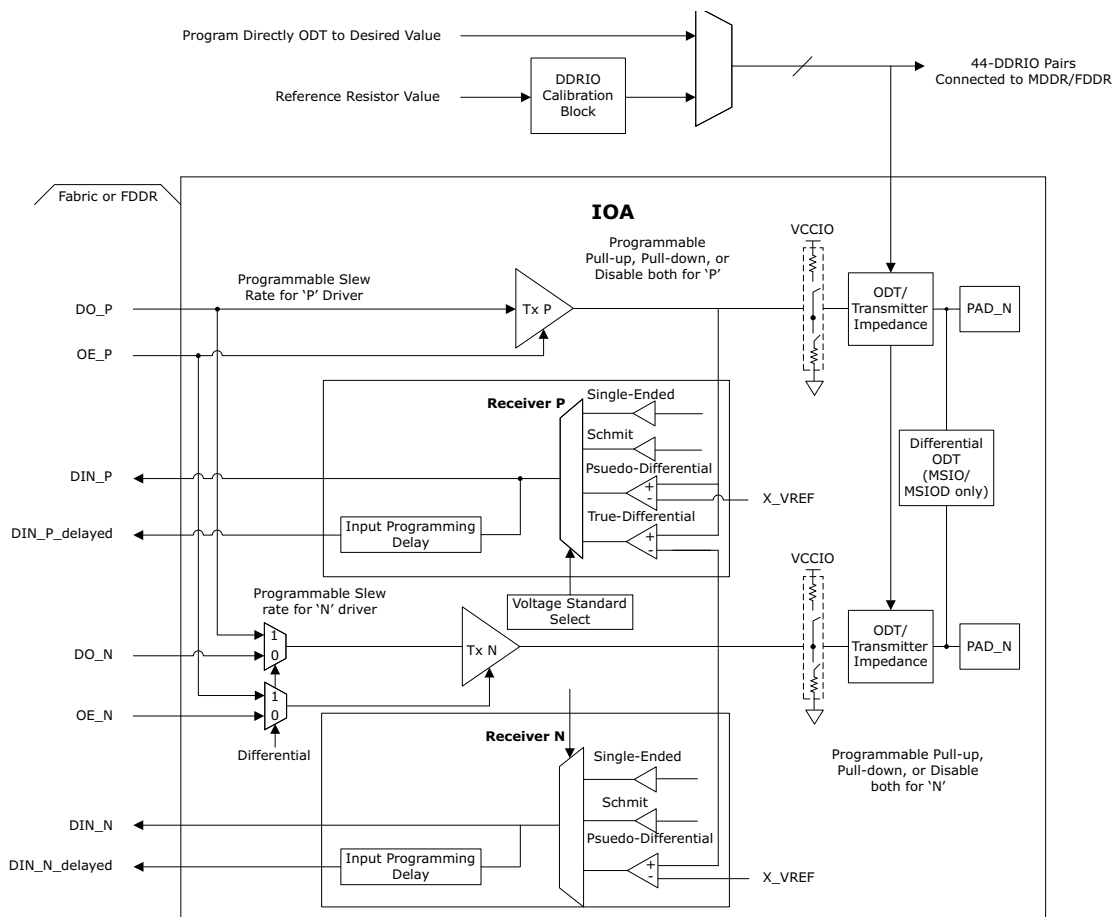 Program Directly ODT to Desired Value
Reference Resistor Value
DDRIO
Calibration
Block
44-DDRIO Pairs
Connected to MDDR/FDDR
Fabric or FDDR
IOA
Programmable
Pull-up, Pull-down, or
Disable both for ‘P’
VCCIO
Programmable Slew
Rate for ‘P’ Driver
DO_P
Tx P
ODT/
Transmitter
Impedance
PAD_N
OE_P
Receiver P
Single-Ended
Schmit
Psuedo-Differential
+
-
X_VREF
True-Differential
+
-
Differential
ODT
(MSIO/
MSIOD only)
DIN_P
DIN_P_delayed
Input Programming
Delay
Voltage Standard
Select
VCCIO
Programmable Slew
rate for ‘N’ driver
DO_N
1
0
Tx N
ODT/
Transmitter
Impedance
PAD_N
OE_N
1
0
Differential
Receiver N
Single-Ended
Schmit
Psuedo-Differential
+
-
X_VREF
Programmable Pull-up,
Pull-down, or Disable
both for ‘N’
DIN_N
DIN_N_delayed
Input Programming
Delay